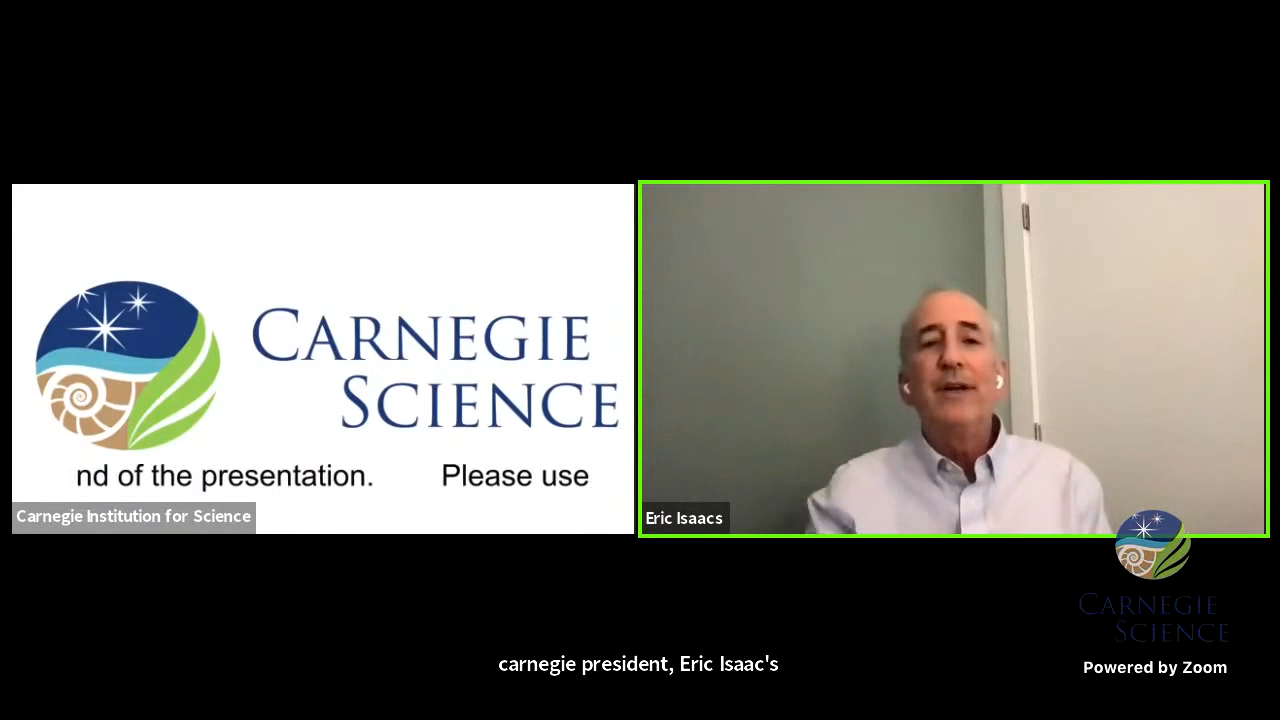 CARNEGIE
SCIENCE
nd of the presentation. Please use
Carnegie Institution for Science
Eric Isaacs
CARNEGIE
SCIENCE
carnegie president, Eric Isaac's
Powered by Zoom